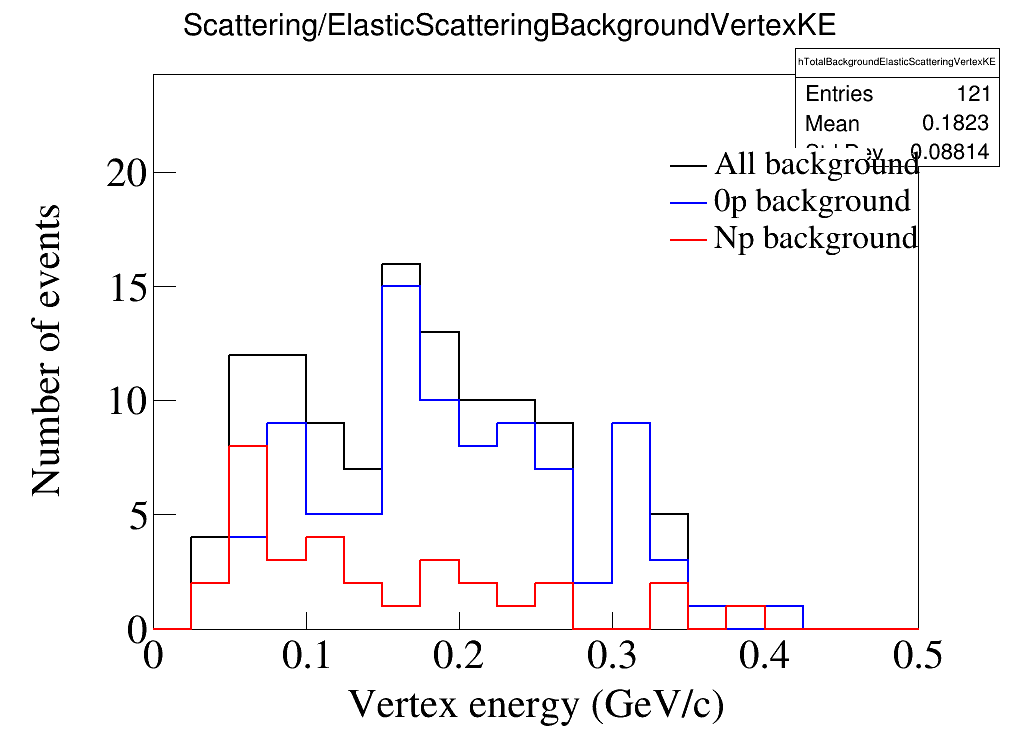 Scattering/ElasticScatteringBackgroundVertexKE
hTotalBackgroundElasticScatteringVertexKE
Entries 121
Mean 0.1823
0.08814
All background
0p background
Np background
20
15
10
5
0
Number of events
0 0.1 0.2 0.3 0.4 0.5
Vertex energy (GeV/c)